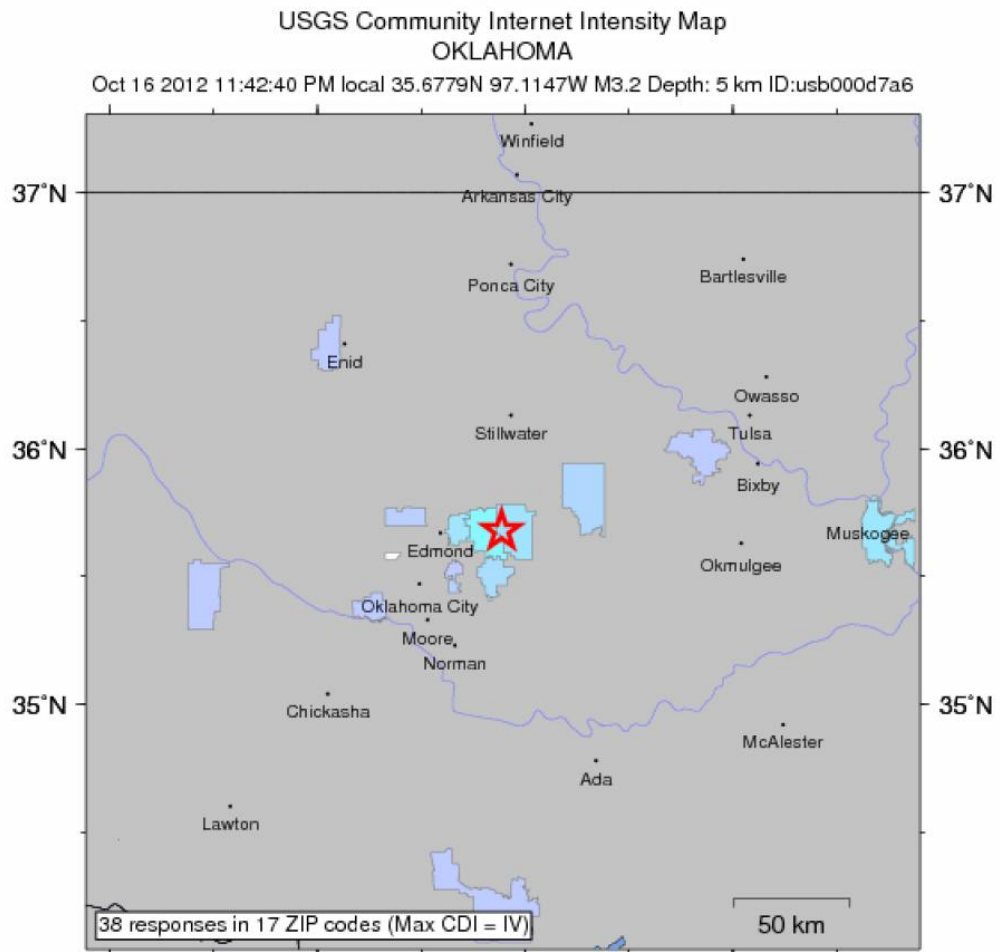 USGS Community Internet Intensity Map
OKLAHOMA
Oct 16 2012 11:42:40 PM local 35.6779N 97.1147W M3.2 Depth: 5 km ID:usb000d7a6
Winfield
37°N
37°N
Arkansas City
Bartlesville
Ponca City
Enid
Owasso
Stillwater
Tulsa
36°N
36°N
Bixby
Muskogee
Edmond
Okmulgee
Oklahoma City
Moore
Norman
35°N
35°N
Chickasha
McAlester
Ada
Lawton
38 responses in 17 ZIP codes (Max CDI = IV)
50 km